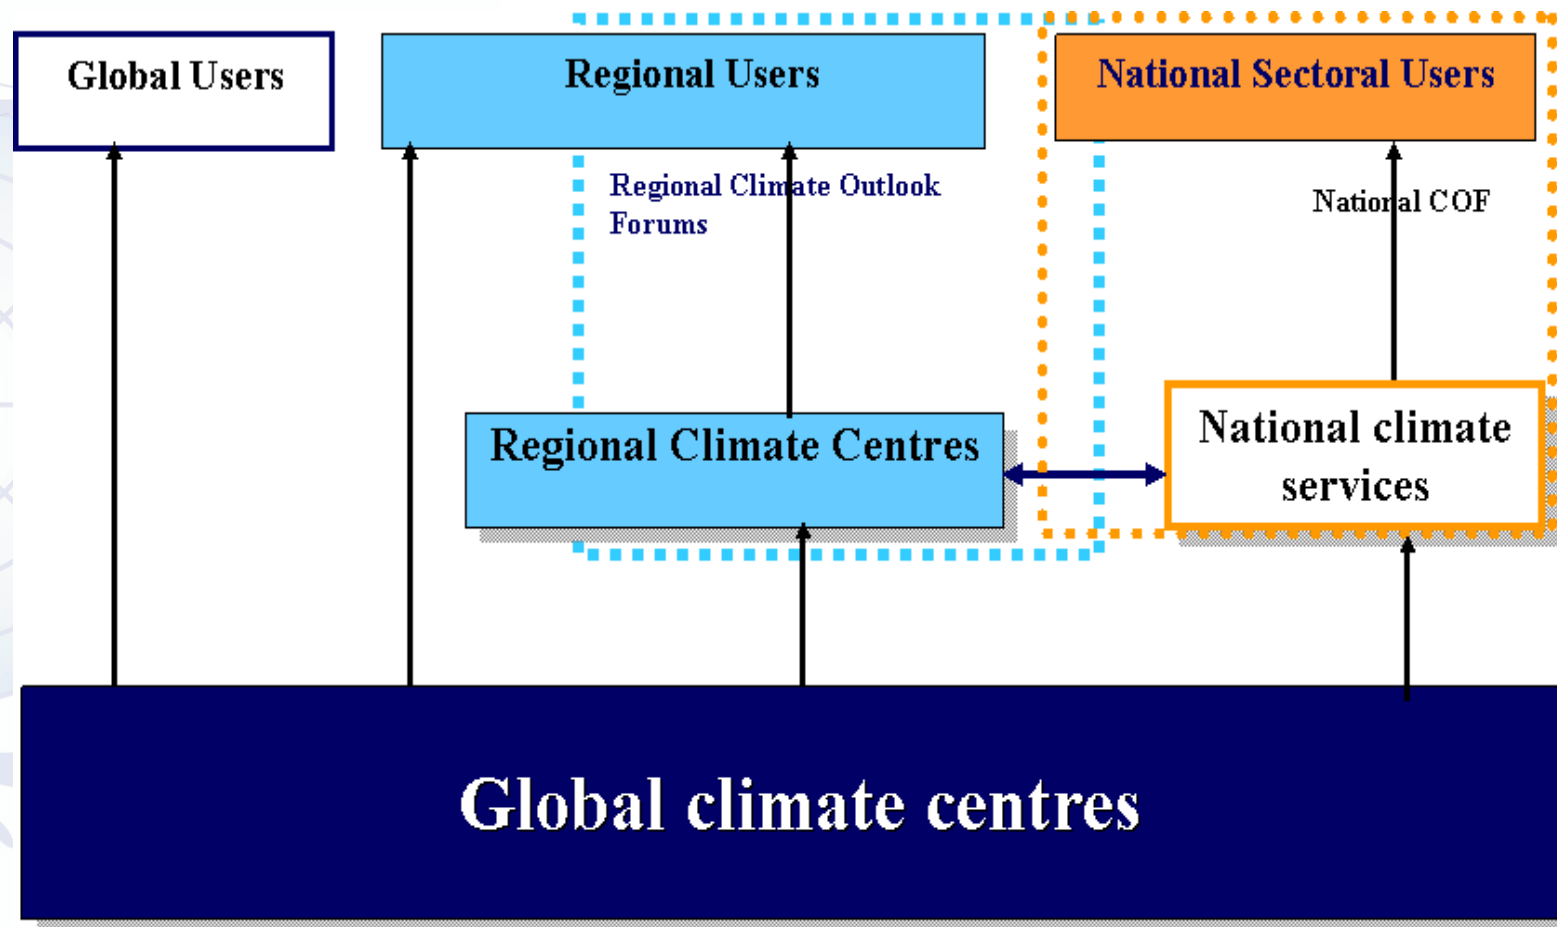 Global Users
Regional Users
National Sectoral Users
Regional Climate Outlook
Forums
National COF
Regional Climate Centres
National climate
services
Global climate centres